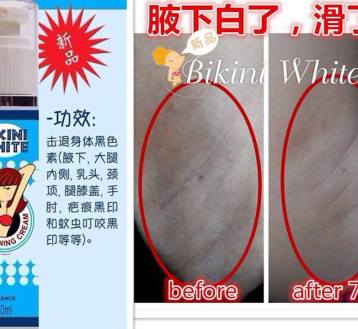 新品
-功效:
击退身体黑色
素(腋下, 大腿
内侧, 乳头, 颈
项, 腿膝盖, 手
肘, 疤痕黑印
和蚊虫叮咬黑
印等等)。
KINI
HITE
NING CREAM
腋下白了，滑了
新品
Bikini White
before
after 7